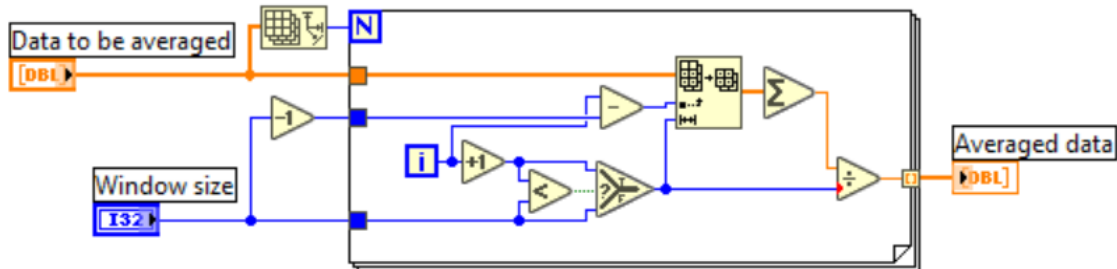 Data to be averaged
[DBL]
N
-1
-
i
+1
<
?
T
F
Σ
÷
Window size
I32
Averaged data
DBL]
[]